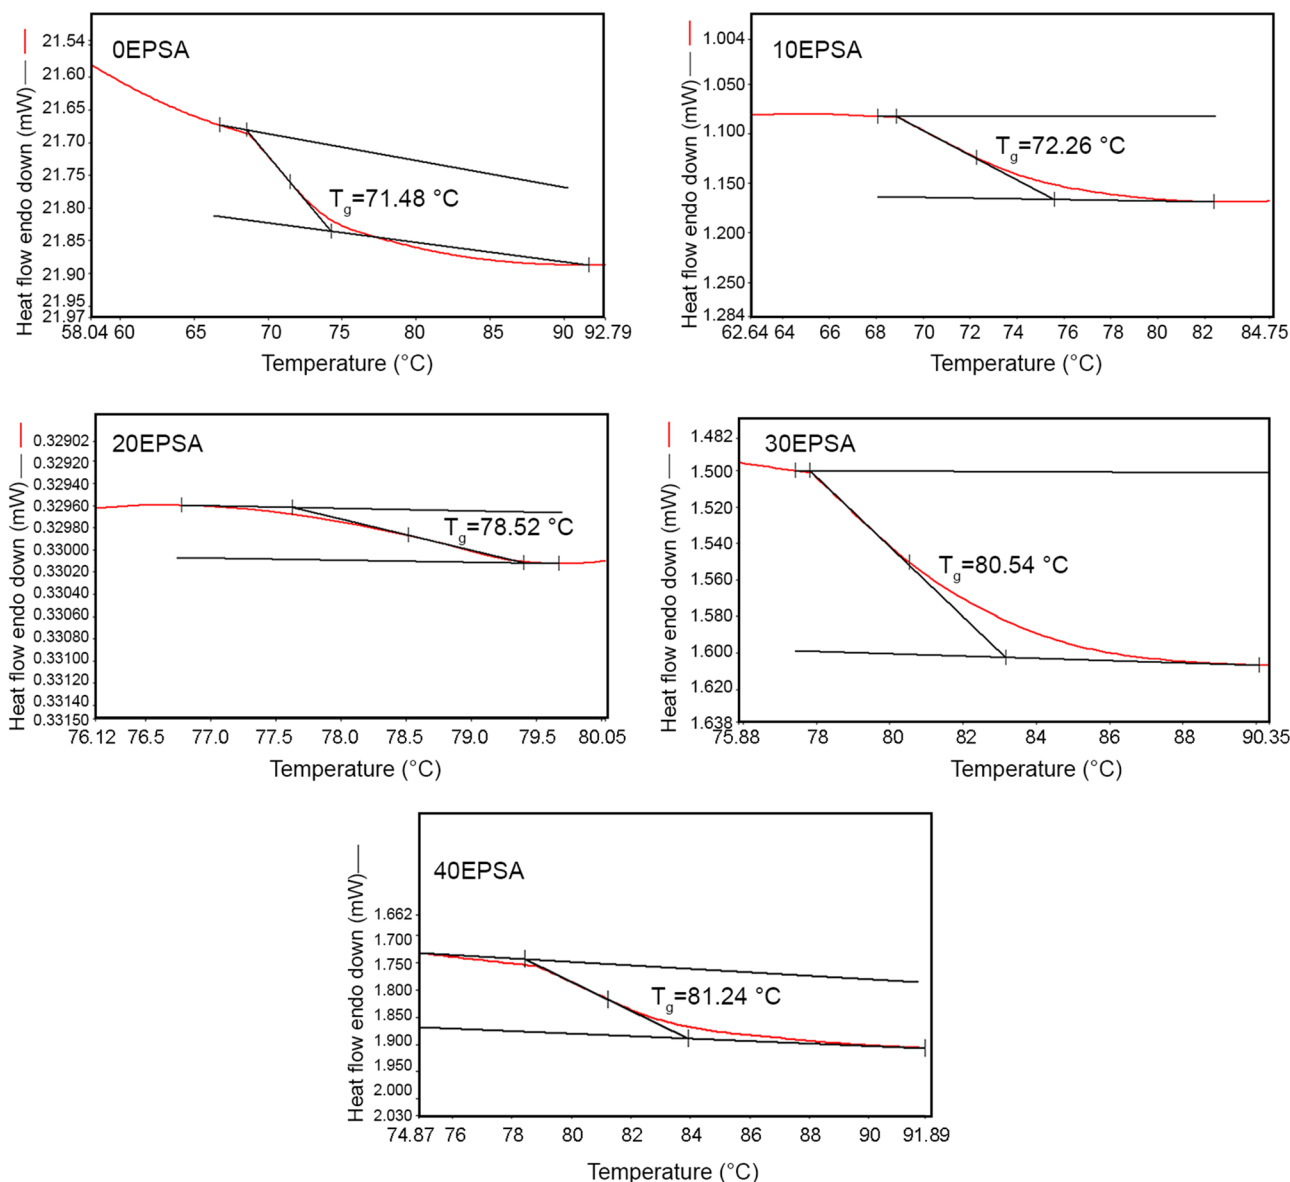 0EPSA
Heat flow endo down (mW)
21.54
21.60
21.65
21.70
21.75
21.80
21.85
21.90
21.95
21.97
Tg=71.48 °C
58.04 60 65 70 75 80 85 90 92.79
Temperature (°C)
10EPSA
Heat flow endo down (mW)
1.004
1.050
1.100
1.150
1.200
1.250
1.284
Tg=72.26 °C
62.64 64 66 68 70 72 74 76 78 80 82 84.75
Temperature (°C)
20EPSA
Heat flow endo down (mW)
0.32902
0.32920
0.32940
0.32960
0.32980
0.33000
0.33020
0.33040
0.33060
0.33080
0.33100
0.33120
0.33140
0.33150
Tg=78.52 °C
76.12 76.5 77.0 77.5 78.0 78.5 79.0 79.5 80.05
Temperature (°C)
30EPSA
Heat flow endo down (mW)
1.482
1.500
1.520
1.540
1.560
1.580
1.600
1.620
1.638
Tg=80.54 °C
75.88 78 80 82 84 86 88 90.35
Temperature (°C)
40EPSA
Heat flow endo down (mW)
1.662
1.700
1.750
1.800
1.850
1.900
1.950
2.000
2.030
Tg=81.24 °C
74.87 76 78 80 82 84 86 88 90 91.89
Temperature (°C)